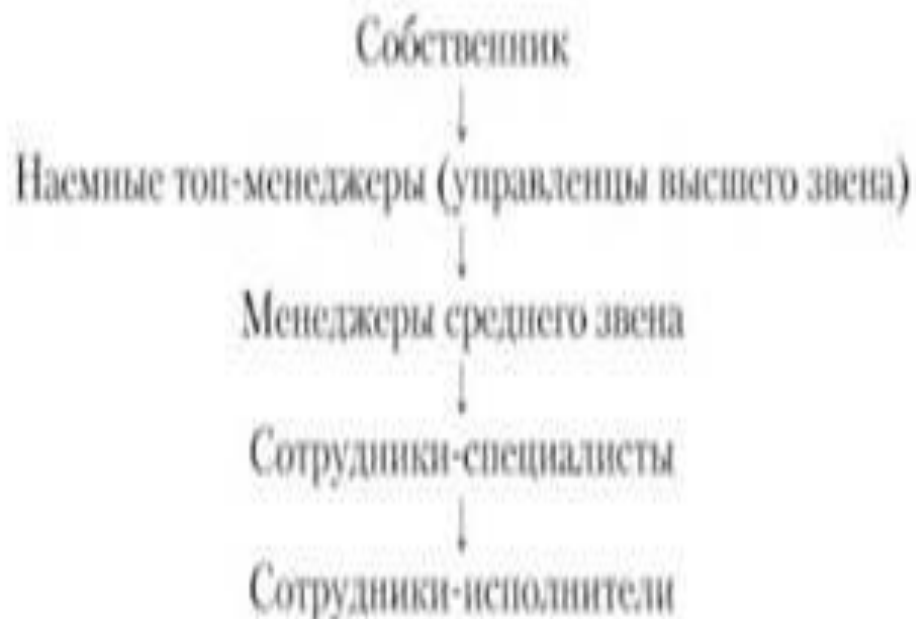 Собственник
Наемные топ-менеджеры (управленцы высшего звена)
Менеджеры среднего звена
Сотрудники-специалисты
Сотрудники-исполнители